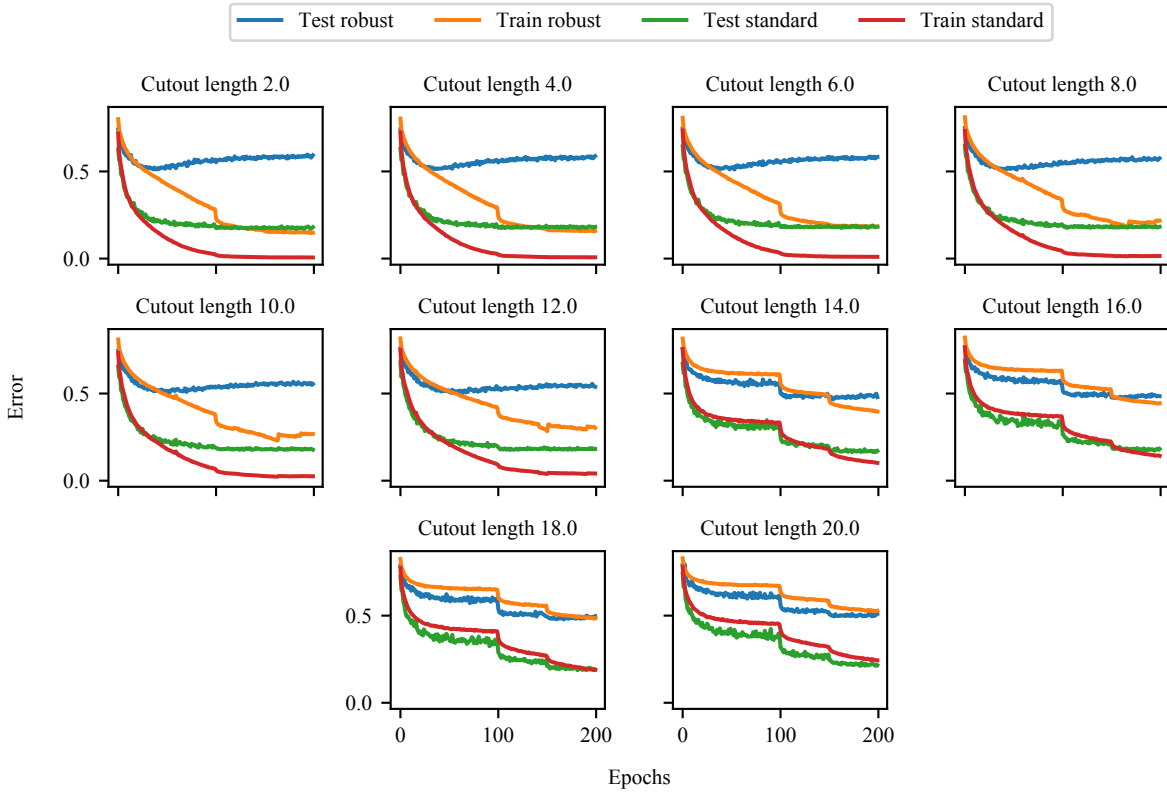 Test robust Train robust Test standard Train standard
Cutout length 2.0 Cutout length 4.0 Cutout length 6.0 Cutout length 8.0
0.5
0.0
Cutout length 10.0 Cutout length 12.0 Cutout length 14.0 Cutout length 16.0
0.5
0.0
Error
Cutout length 18.0 Cutout length 20.0
0.5
0.0
0 100 200 0 100 200
Epochs